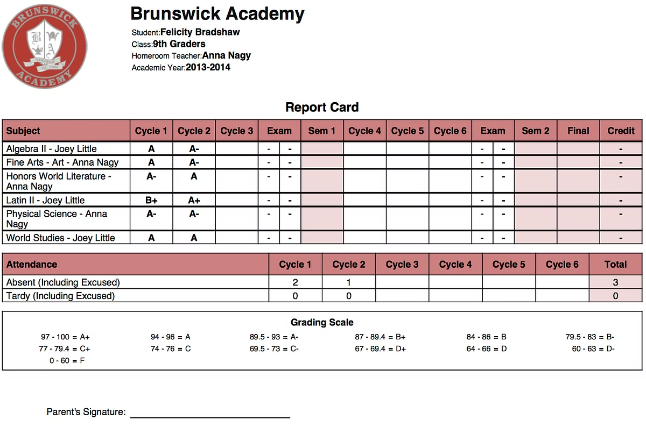 BRUNSWICK
ACADEMY
Brunswick Academy
Student:Felicity Bradshaw
Class:9th Graders
Homeroom Teacher:Anna Nagy
Academic Year:2013-2014
Report Card
Subject Cycle 1 Cycle 2 Cycle 3 Exam Sem 1 Cycle 4 Cycle 5 Cycle 6 Exam Sem 2 Final Credit
Algebra II - Joey Little A A- - - - - -
Fine Arts - Art - Anna Nagy A A- - - - - -
Honors World Literature - A- A - - - - -
Anna Nagy
Latin II - Joey Little B+ A+ - - - - -
Physical Science - Anna A- A- - - - - -
Nagy
World Studies - Joey Little A A - - - - -
Attendance Cycle 1 Cycle 2 Cycle 3 Cycle 4 Cycle 5 Cycle 6 Total
Absent (Including Excused) 2 1 3
Tardy (Including Excused) 0 0 0
Grading Scale
97 - 100 = A+ 94 - 96 = A 89.5 - 93 = A- 87 - 89.4 = B+ 84 - 86 = B 79.5 - 83 = B-
77 - 79.4 = C+ 74 - 76 = C 69.5 - 73 = C- 67 - 69.4 = D+ 64 - 66 = D 60 - 63 = D-
0 - 60 = F
Parent's Signature: